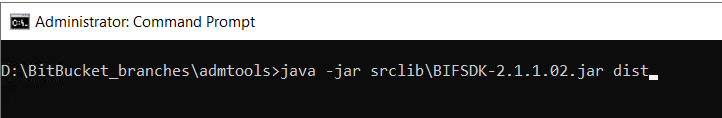 Administrator: Command Prompt
D:\BitBucket_branches\admtools>java -jar srclib\BIFSDK-2.1.1.02.jar dist